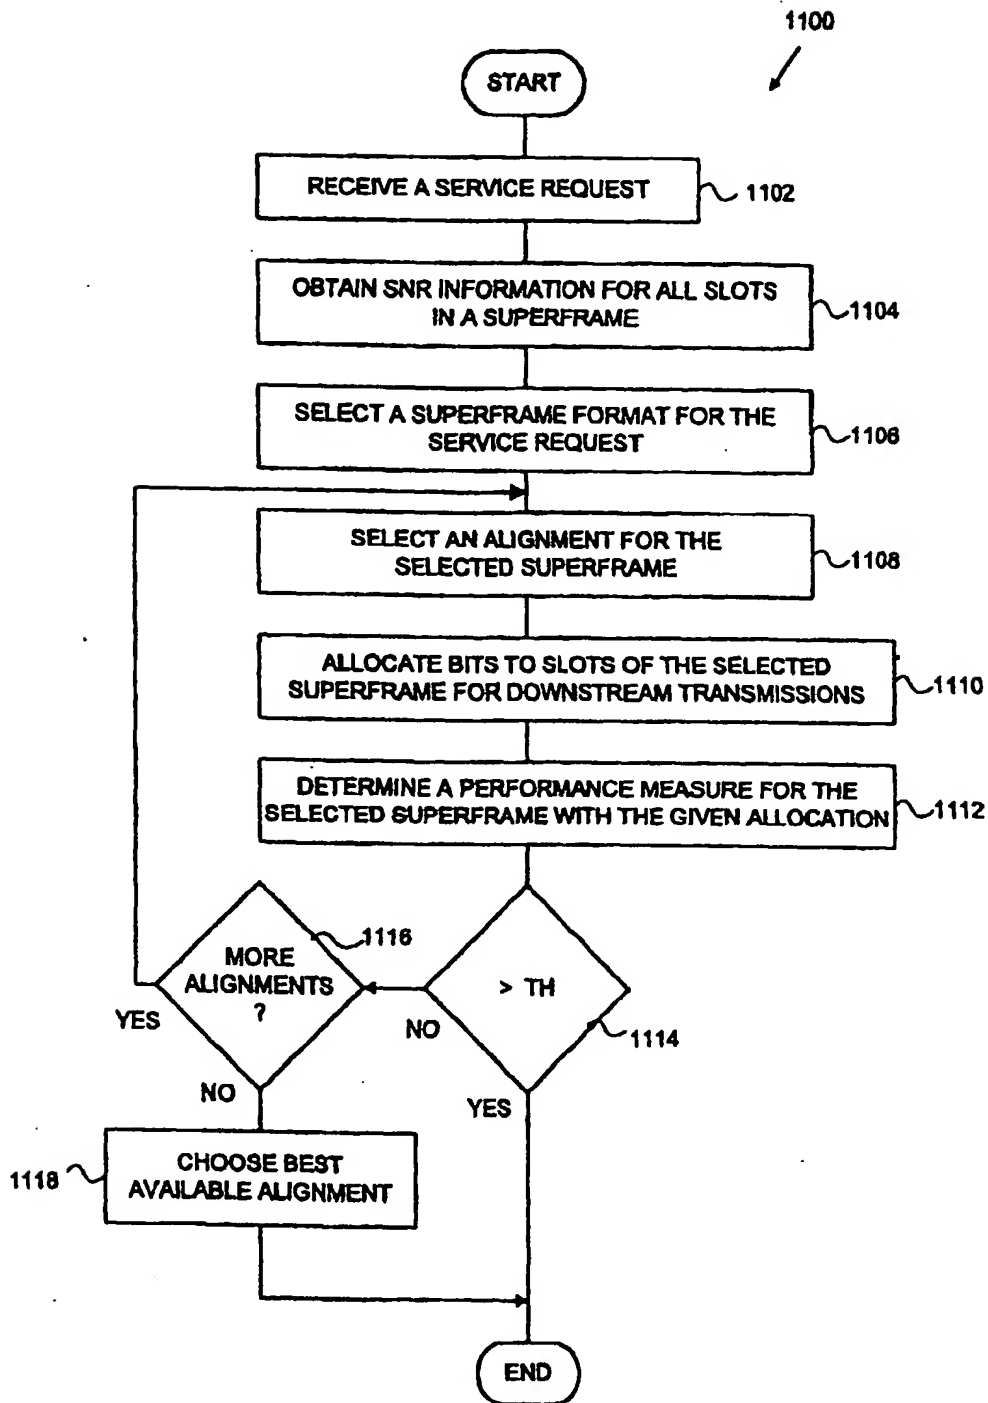 1100
START
RECEIVE A SERVICE REQUEST
1102
OBTAIN SNR INFORMATION FOR ALL SLOTS
IN A SUPERFRAME
1104
SELECT A SUPERFRAME FORMAT FOR THE
SERVICE REQUEST
1106
SELECT AN ALIGNMENT FOR THE
SELECTED SUPERFRAME
1108
ALLOCATE BITS TO SLOTS OF THE SELECTED
SUPERFRAME FOR DOWNSTREAM TRANSMISSIONS
1110
DETERMINE A PERFORMANCE MEASURE FOR THE
SELECTED SUPERFRAME WITH THE GIVEN ALLOCATION
1112
MORE
ALIGNMENTS
?
1116
YES
NO
> TH
1114
NO
YES
CHOOSE BEST
AVAILABLE ALIGNMENT
1118
END